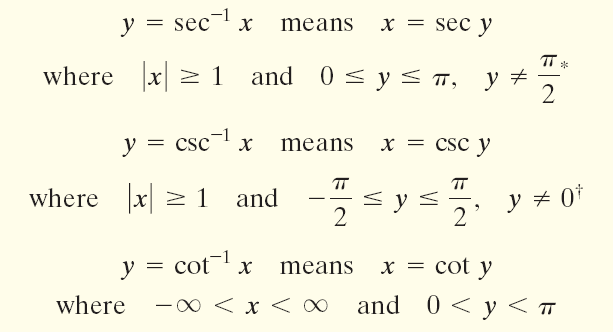 y = sec⁻¹ x means x = sec y
where |x| ≥ 1 and 0 ≤ y ≤ π, y ≠ π/2*
y = csc⁻¹ x means x = csc y
where |x| ≥ 1 and −π/2 ≤ y ≤ π/2, y ≠ 0†
y = cot⁻¹ x means x = cot y
where −∞ < x < ∞ and 0 < y < π